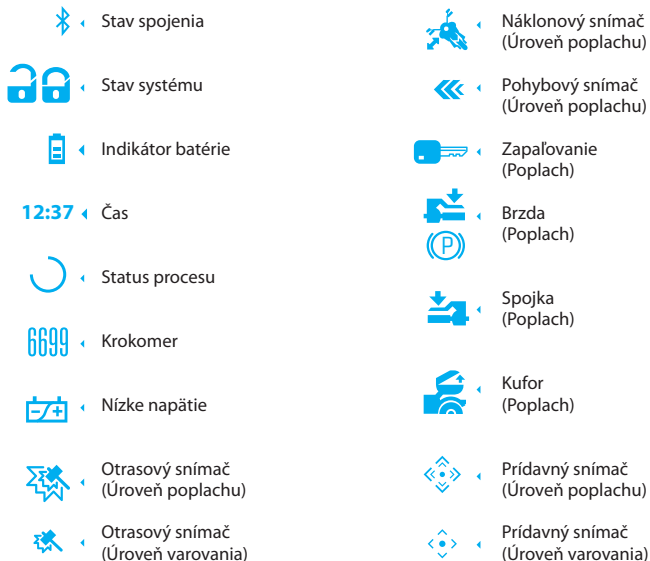 Stav spojenia
Stav systému
Indikátor batérie
12:37
Čas
Status procesu
6699
Krokomer
Nízke napätie
Otrasový snímač
(Úroveň poplachu)
Otrasový snímač
(Úroveň varovania)
Náklonový snímač
(Úroveň poplachu)
Pohybový snímač
(Úroveň poplachu)
Zapaľovanie
(Poplach)
Brzda
(Poplach)
(P)
Spojka
(Poplach)
Kufor
(Poplach)
Prídavný snímač
(Úroveň poplachu)
Prídavný snímač
(Úroveň varovania)